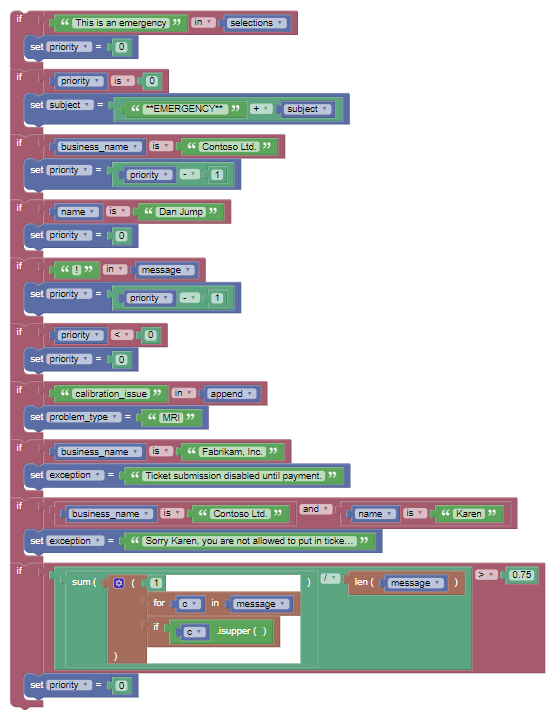 if “ This is an emergency ” in selections
set priority = 0
if priority is 0
set subject = “ **EMERGENCY** ” + subject
if business_name is “ Contoso Ltd. ”
set priority = priority - 1
if name is “ Dan Jump ”
set priority = 0
if “ ! ” in message
set priority = priority - 1
if priority < 0
set priority = 0
if “ calibration_issue ” in append
set problem_type = “ MRI ”
if business_name is “ Fabrikam, Inc. ”
set exception = “ Ticket submission disabled until payment. ”
if business_name is “ Contoso Ltd. ” and name is “ Karen ”
set exception = “ Sorry Karen, you are not allowed to put in ticke... ”
if sum ( ( 1 ) / len ( message ) > 0.75
for c in message
if c .isupper ( )
)
set priority = 0